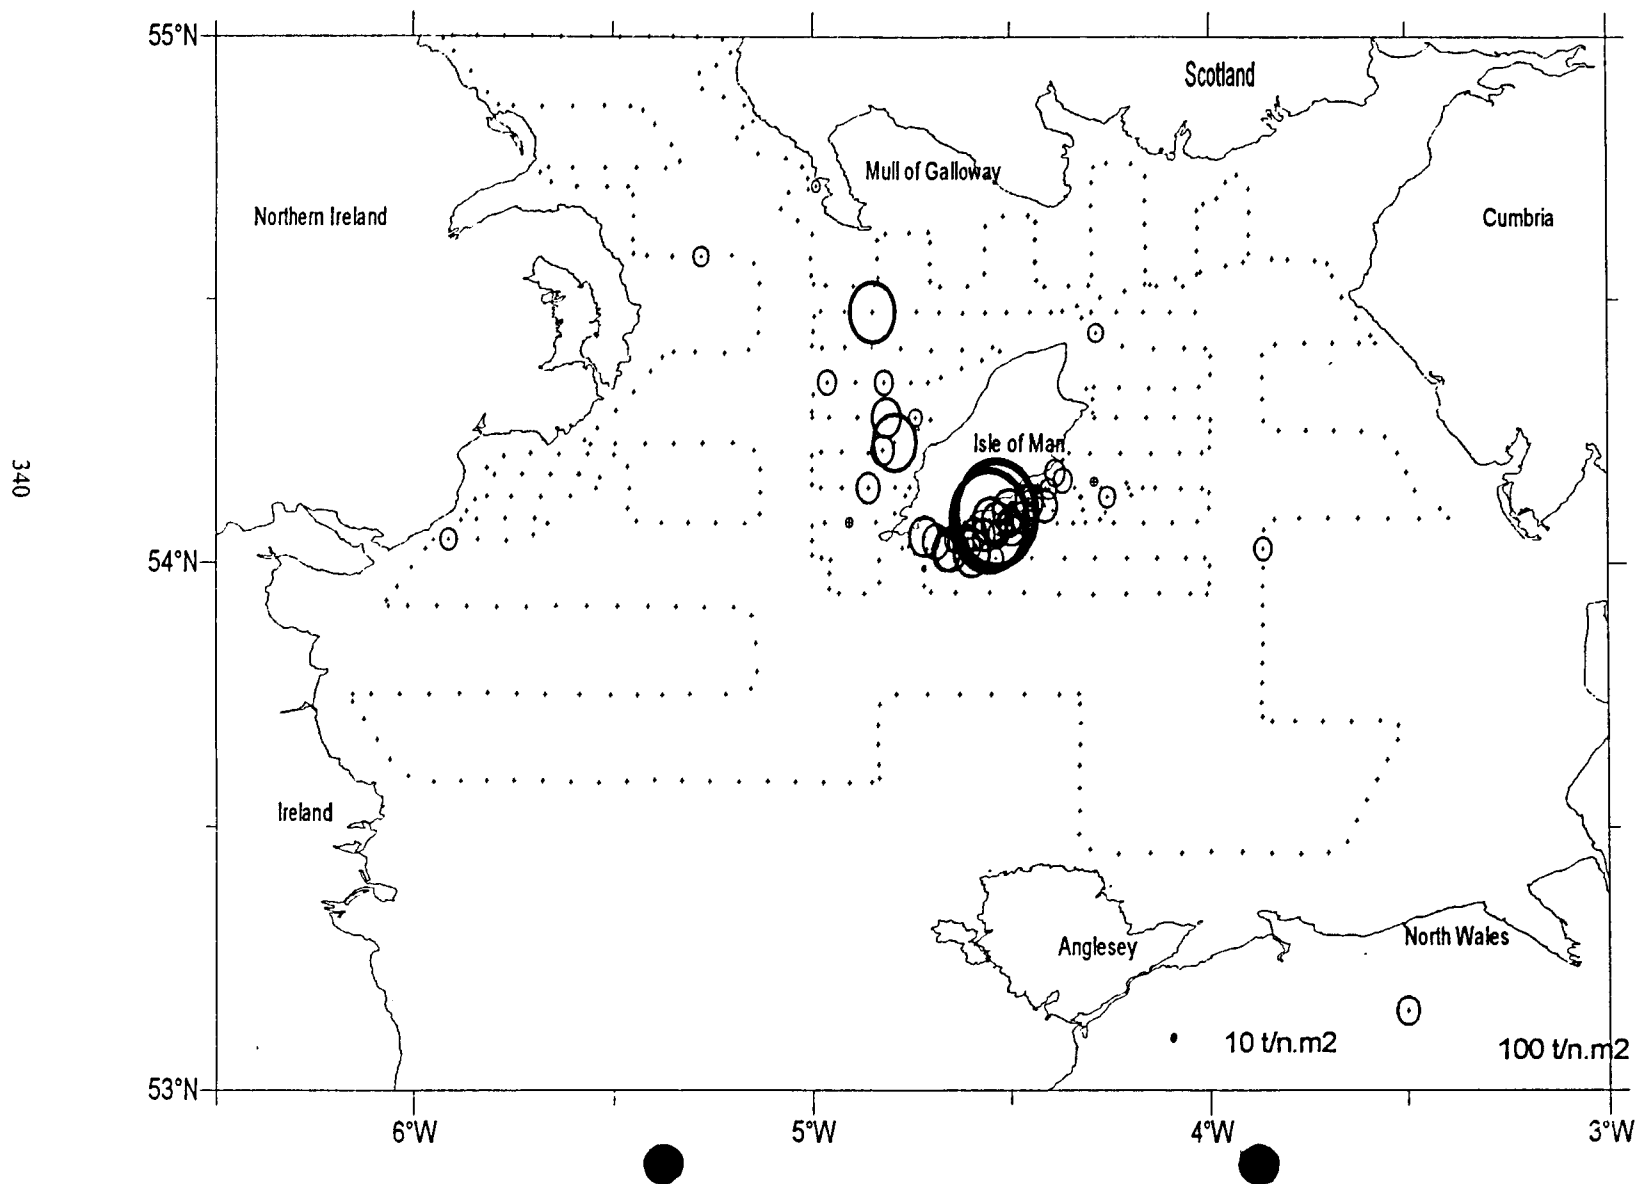 55°N
Scotland
Mull of Galloway
Northern Ireland
Cumbria
Isle of Man
340
54°N
Ireland
Anglesey
North Wales
10 t/n.m2
100 t/n.m2
53°N
6°W
5°W
4°W
3°W